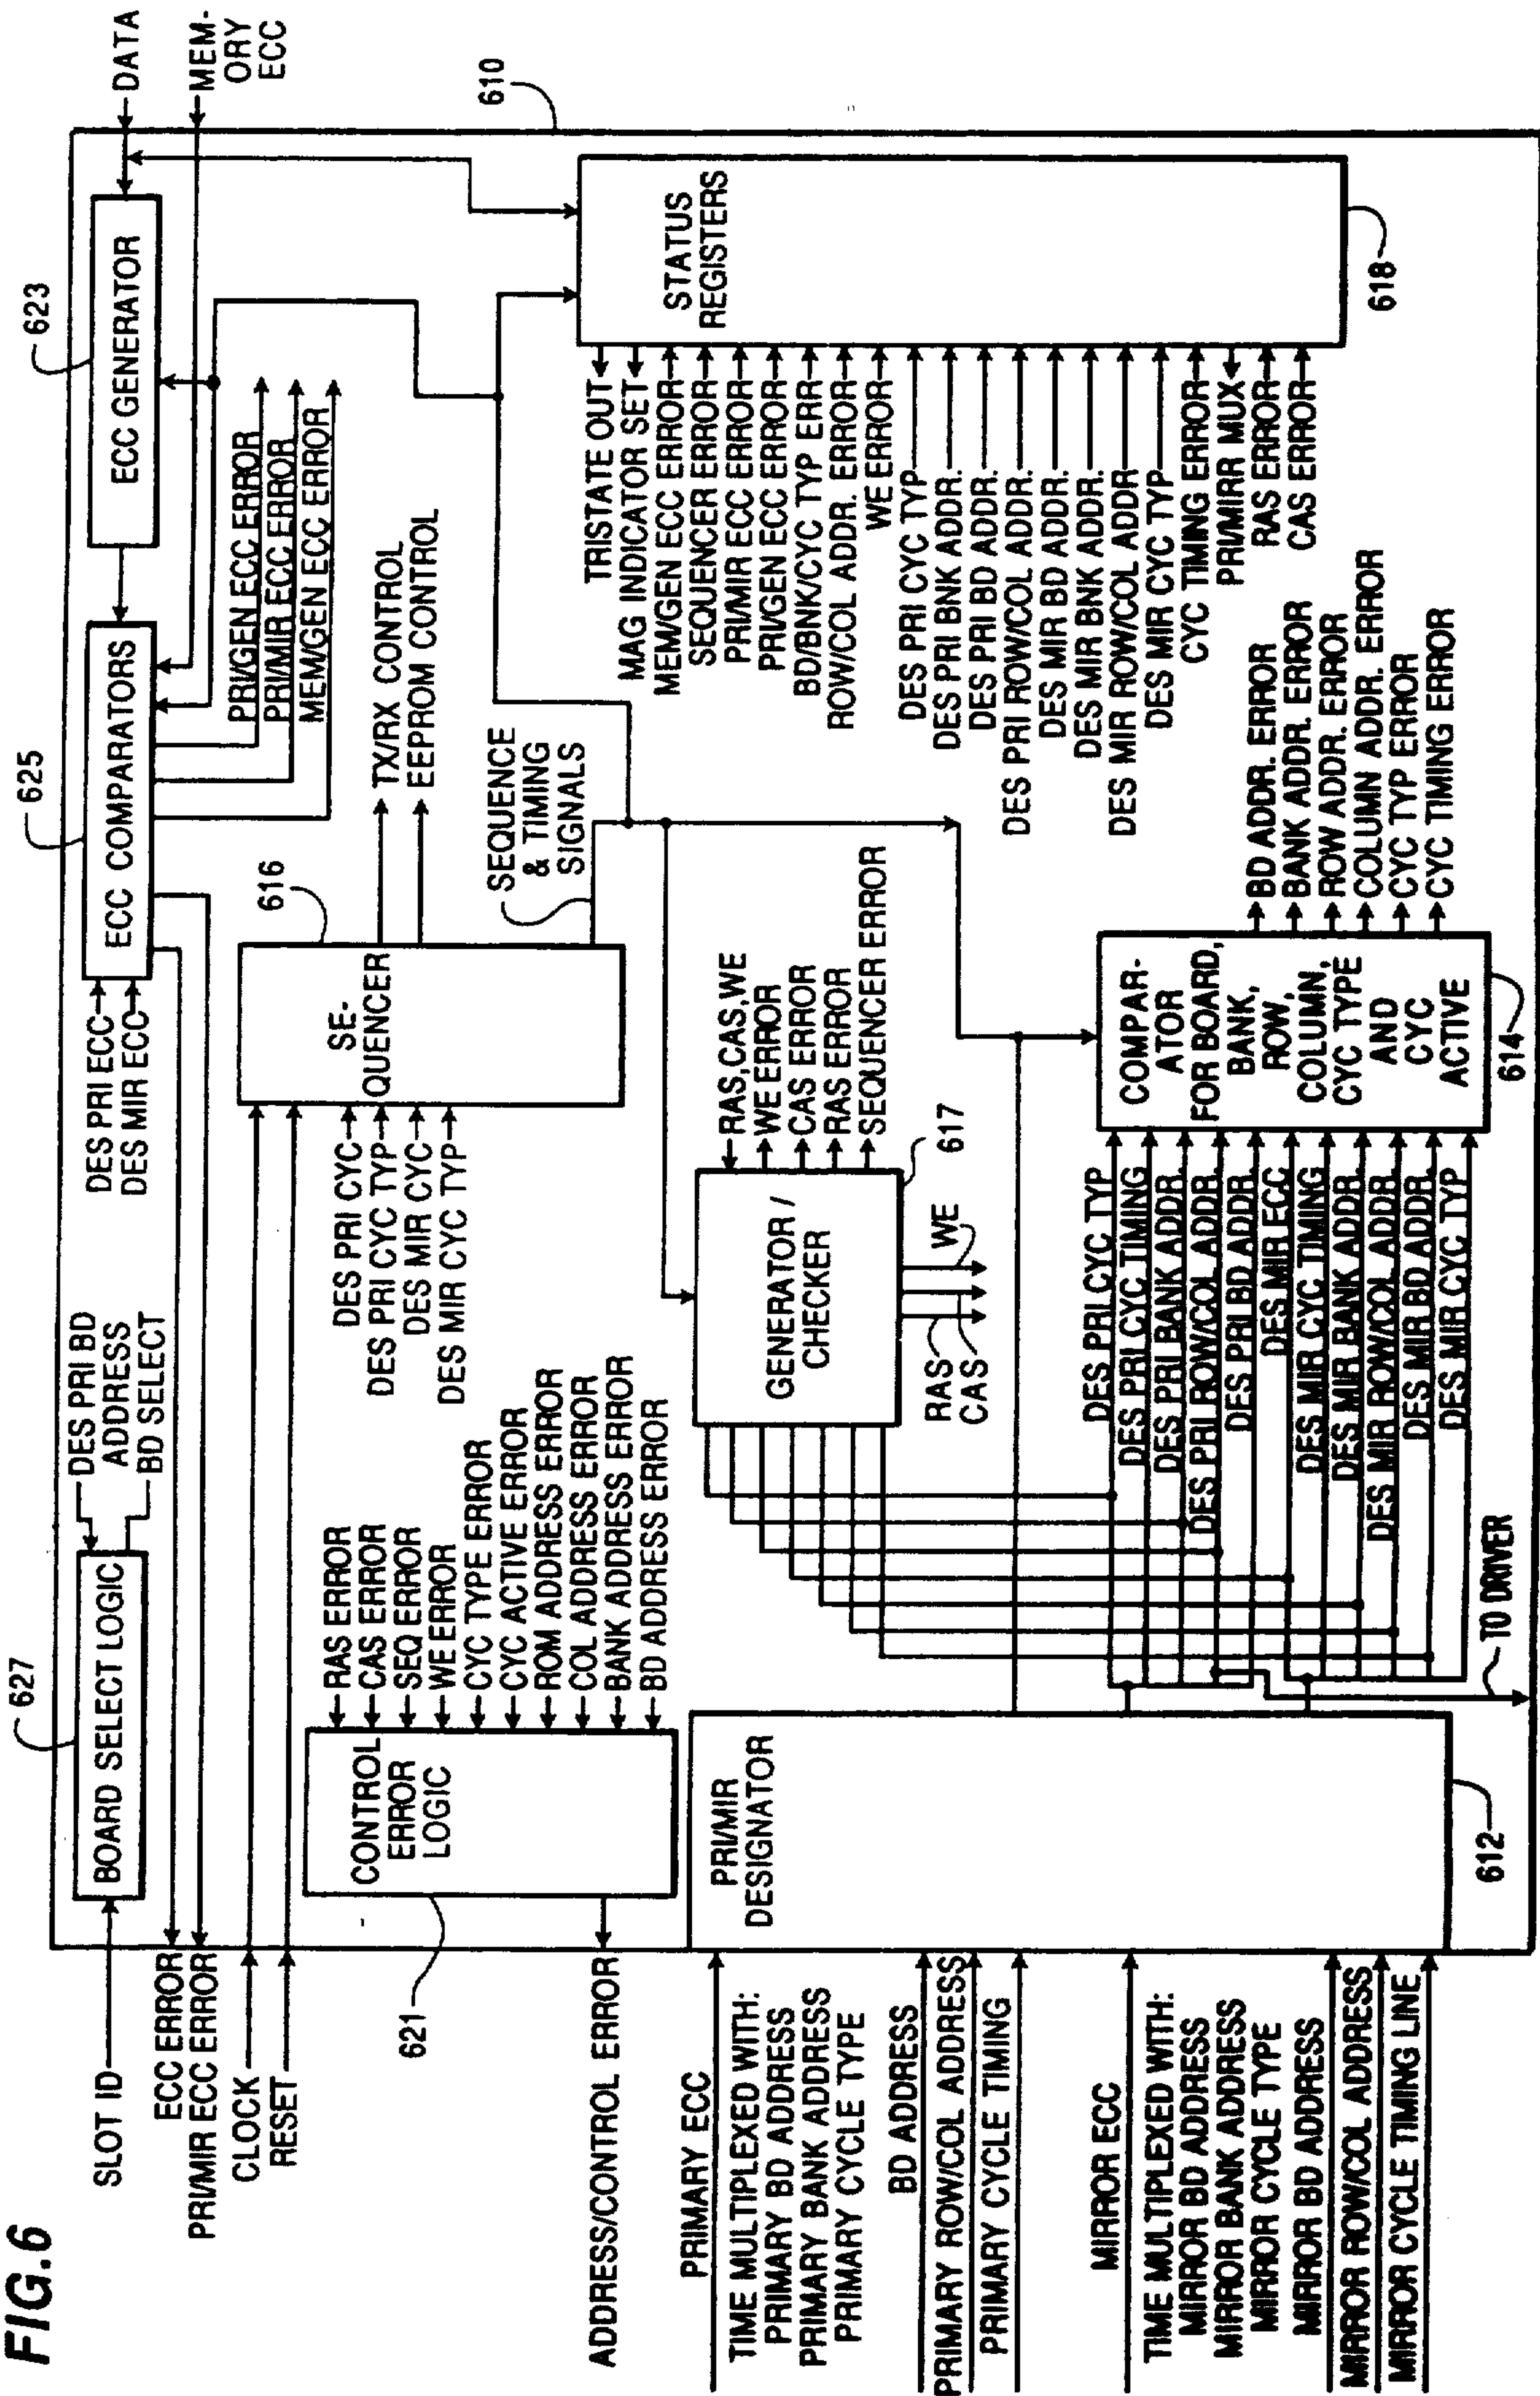 FIG.6
627
625
623
SLOT ID
BOARD SELECT LOGIC
DES PRI BD
ADDRESS
BD SELECT
DES PRI ECC
DES MIR ECC
ECC COMPARATORS
ECC GENERATOR
DATA
MEM-
ORY
ECC
610
ECC ERROR
PRI/MIR ECC ERROR
CLOCK
RESET
PRI/GEN ECC ERROR
PRI/MIR ECC ERROR
MEM/GEN ECC ERROR
616
SE-
QUENCER
DES PRI CYC
DES PRI CYC TYP
DES MIR CYC
DES MIR CYC TYP
TX/RX CONTROL
EEPROM CONTROL
SEQUENCE
& TIMING
SIGNALS
621
CONTROL
ERROR
LOGIC
RAS ERROR
CAS ERROR
SEQ ERROR
WE ERROR
CYC TYPE ERROR
CYC ACTIVE ERROR
ROM ADDRESS ERROR
COL ADDRESS ERROR
BANK ADDRESS ERROR
BD ADDRESS ERROR
ADDRESS/CONTROL ERROR
STATUS
REGISTERS
618
TRISTATE OUT
MAG INDICATOR SET
MEM/GEN ECC ERROR
SEQUENCER ERROR
PRI/MIR ECC ERROR
PRI/GEN ECC ERROR
BD/BNK/CYC TYP ERR
ROW/COL ADDR. ERROR
WE ERROR
DES PRI CYC TYP
DES PRI BNK ADDR.
DES PRI BD ADDR.
DES PRI ROW/COL ADDR.
DES MIR BD ADDR.
DES MIR BNK ADDR.
DES MIR ROW/COL ADDR
DES MIR CYC TYP
CYC TIMING ERROR
PRI/MIRR MUX
RAS ERROR
CAS ERROR
GENERATOR /
CHECKER
617
RAS,CAS,WE
WE ERROR
CAS ERROR
RAS ERROR
SEQUENCER ERROR
RAS
CAS
WE
PRIMARY ECC
TIME MULTIPLEXED WITH:
PRIMARY BD ADDRESS
PRIMARY BANK ADDRESS
PRIMARY CYCLE TYPE
BD ADDRESS
PRIMARY ROW/COL ADDRESS
PRIMARY CYCLE TIMING
MIRROR ECC
TIME MULTIPLEXED WITH:
MIRROR BD ADDRESS
MIRROR BANK ADDRESS
MIRROR CYCLE TYPE
MIRROR BD ADDRESS
MIRROR ROW/COL ADDRESS
MIRROR CYCLE TIMING LINE
PRI/MIR
DESIGNATOR
612
TO DRIVER
DES PRI CYC TYP
DES PRI CYC TIMING
DES PRI BANK ADDR.
DES PRI ROW/COL ADDR.
DES PRI BD ADDR.
DES MIR ECC
DES MIR CYC TIMING
DES MIR BANK ADDR.
DES MIR ROW/COL ADDR.
DES MIR BD ADDR.
DES MIR CYC TYP
COMPAR-
ATOR
FOR BOARD,
BANK,
ROW,
COLUMN,
CYC TYPE
AND
CYC
ACTIVE
614
BD ADDR. ERROR
BANK ADDR. ERROR
ROW ADDR. ERROR
COLUMN ADDR. ERROR
CYC TYP ERROR
CYC TIMING ERROR